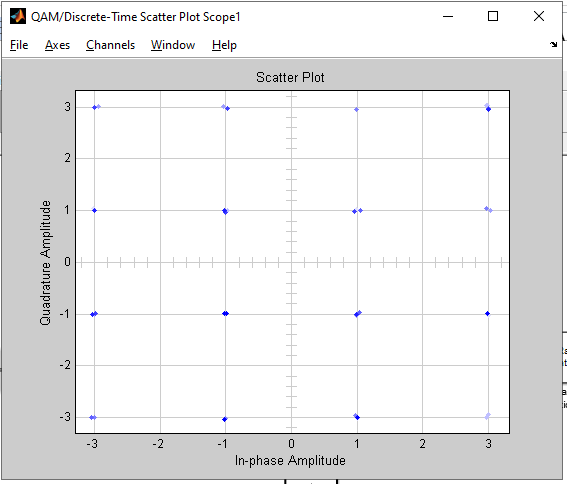 QAM/Discrete-Time Scatter Plot Scope1
File Axes Channels Window Help
Scatter Plot
3
2
1
0
-1
-2
-3
Quadrature Amplitude
-3 -2 -1 0 1 2 3
In-phase Amplitude